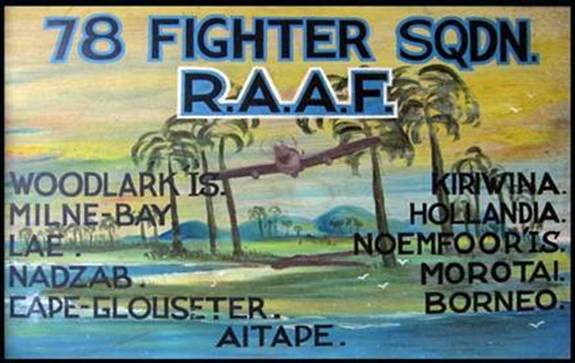 78 FIGHTER SQDN.
R.A.A.F.
WOODLARK IS.
MILNE-BAY
LAE.
NADZAB.
CAPE-GLOUSETER.
KIRIWINA.
HOLLANDIA.
NOEMFOOR IS.
MOROTAI.
BORNEO.
AITAPE.